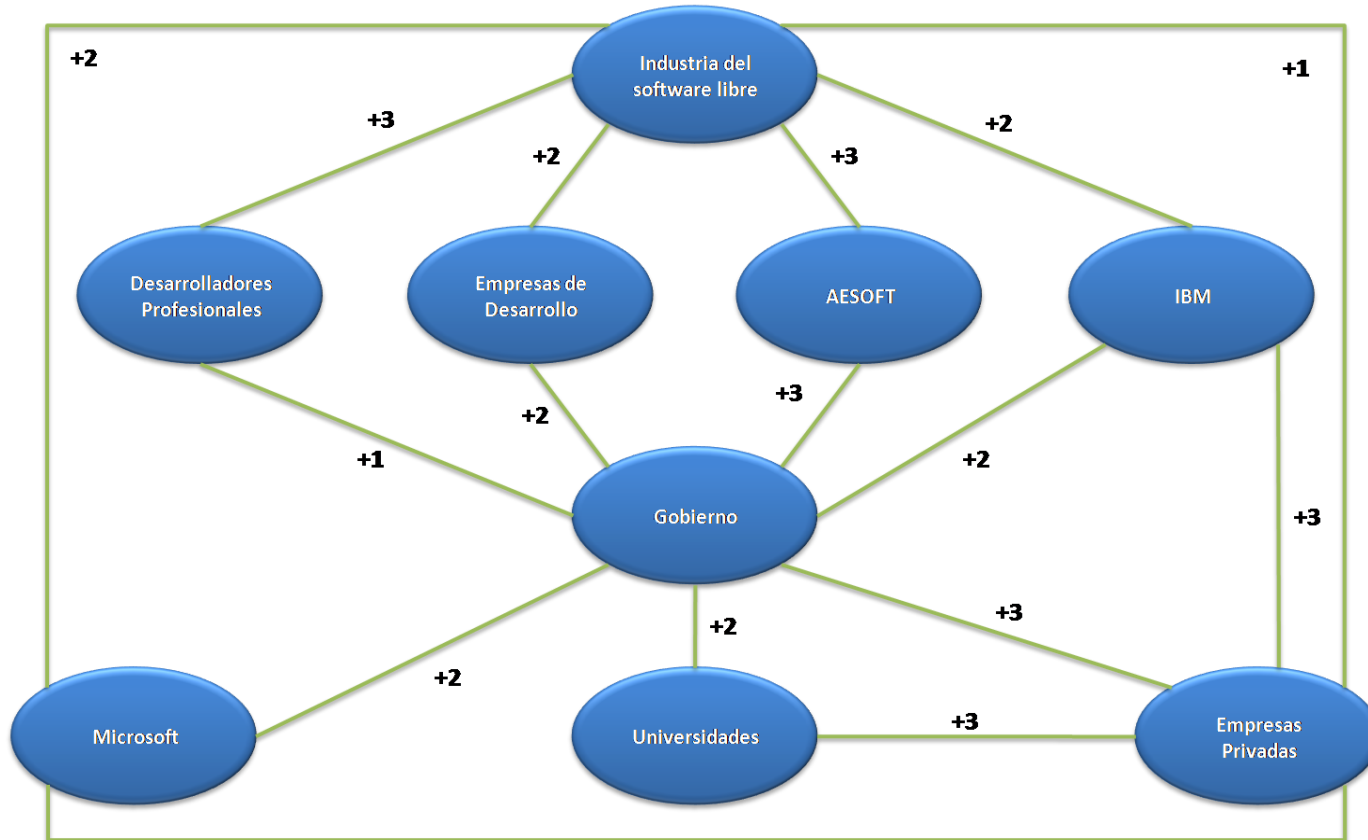 Industria del
software libre
+2
+1
+3
+2
+3
+2
Desarrolladores
Profesionales
Empresas de
Desarrollo
AESOFT
IBM
+1
+2
+3
+2
+3
Gobierno
+2
+2
+3
Microsoft
Universidades
+3
Empresas
Privadas